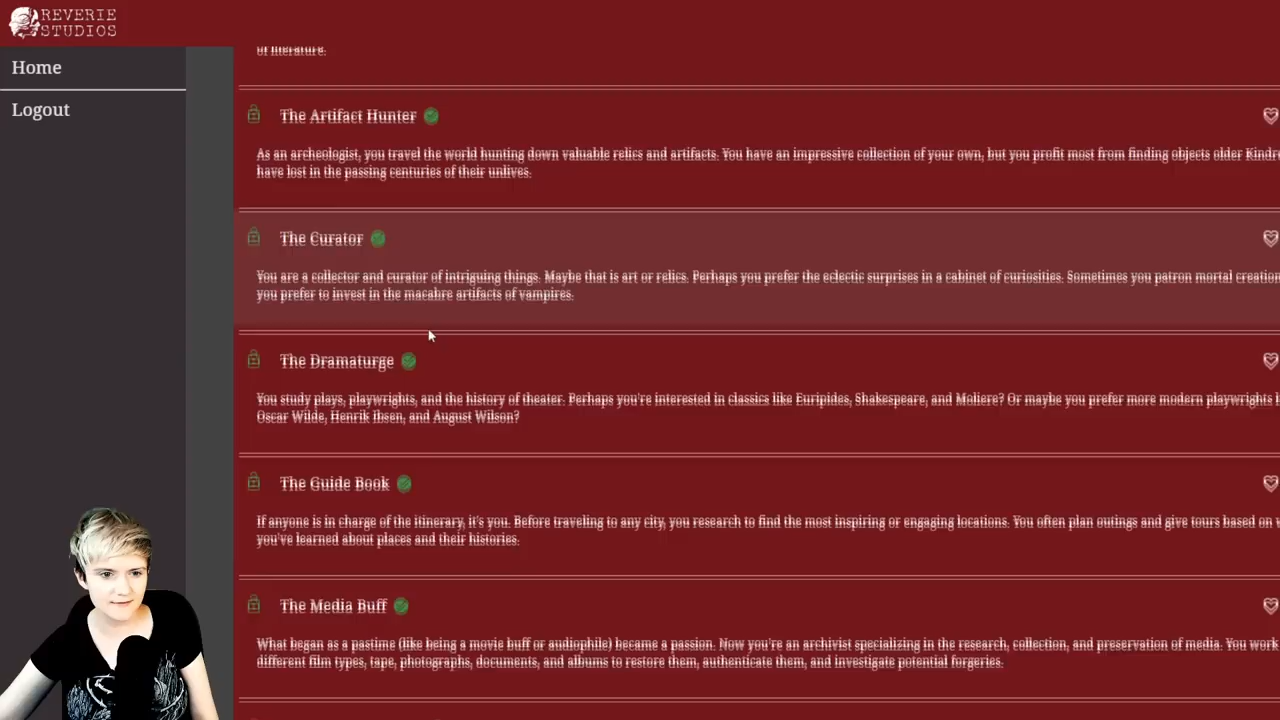 REVERIE
STUDIOS
Home
Logout
of literature.
The Artifact Hunter
As an archeologist, you travel the world hunting down valuable relics and artifacts. You have an impressive collection of your own, but you profit most from finding objects older
have lost in the passing centuries of their unlives.
The Curator
You are a collector and curator of intriguing things. Maybe that is art or relics. Perhaps you prefer the eclectic surprises in a cabinet of curiosities. Sometimes you patron mortal
you prefer to invest in the macabre artifacts of vampires.
The Dramaturge
You study plays, playwrights, and the history of theater. Perhaps you're interested in classics like Euripides, Shakespeare, and Moliere? Or maybe you prefer more modern playwrights
Oscar Wilde, Henrik Ibsen, and August Wilson?
The Guide Book
If anyone is in charge of the itinerary, it's you. Before traveling to any city, you research to find the most inspiring or engaging locations. You often plan outings and give tours based on
you've learned about places and their histories.
The Media Buff
What began as a pastime (like being a movie buff or audiophile) became a passion. Now you're an archivist specializing in the research, collection, and preservation of media. You work
different film types, tape, photographs, documents, and albums to restore them, authenticate them, and investigate potential forgeries.